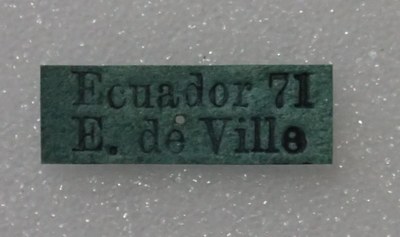 Ecuador 71
E. de Ville